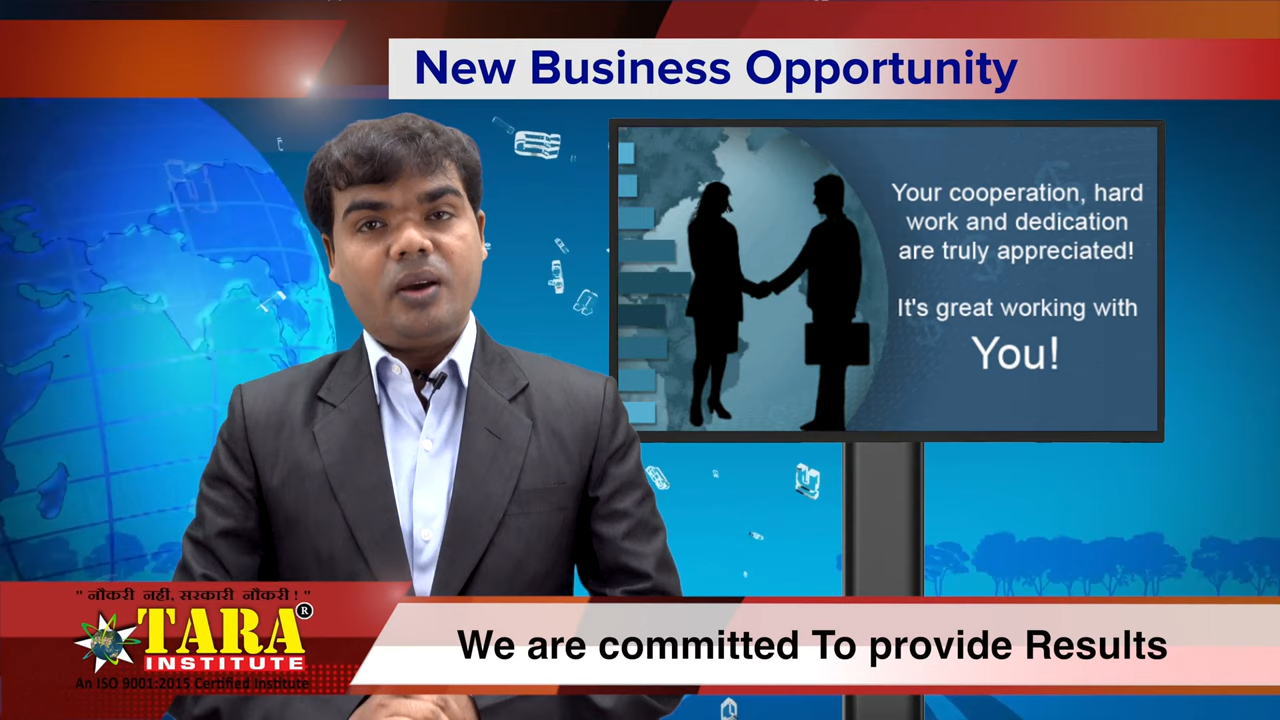 New Business Opportunity
Your cooperation, hard
work and dedication
are truly appreciated!
It's great working with
You!
" नौकरी नहीं, सरकारी नौकरी ! "
TARA ®
INSTITUTE
An ISO 9001:2015 Certified Institute
We are committed To provide Results